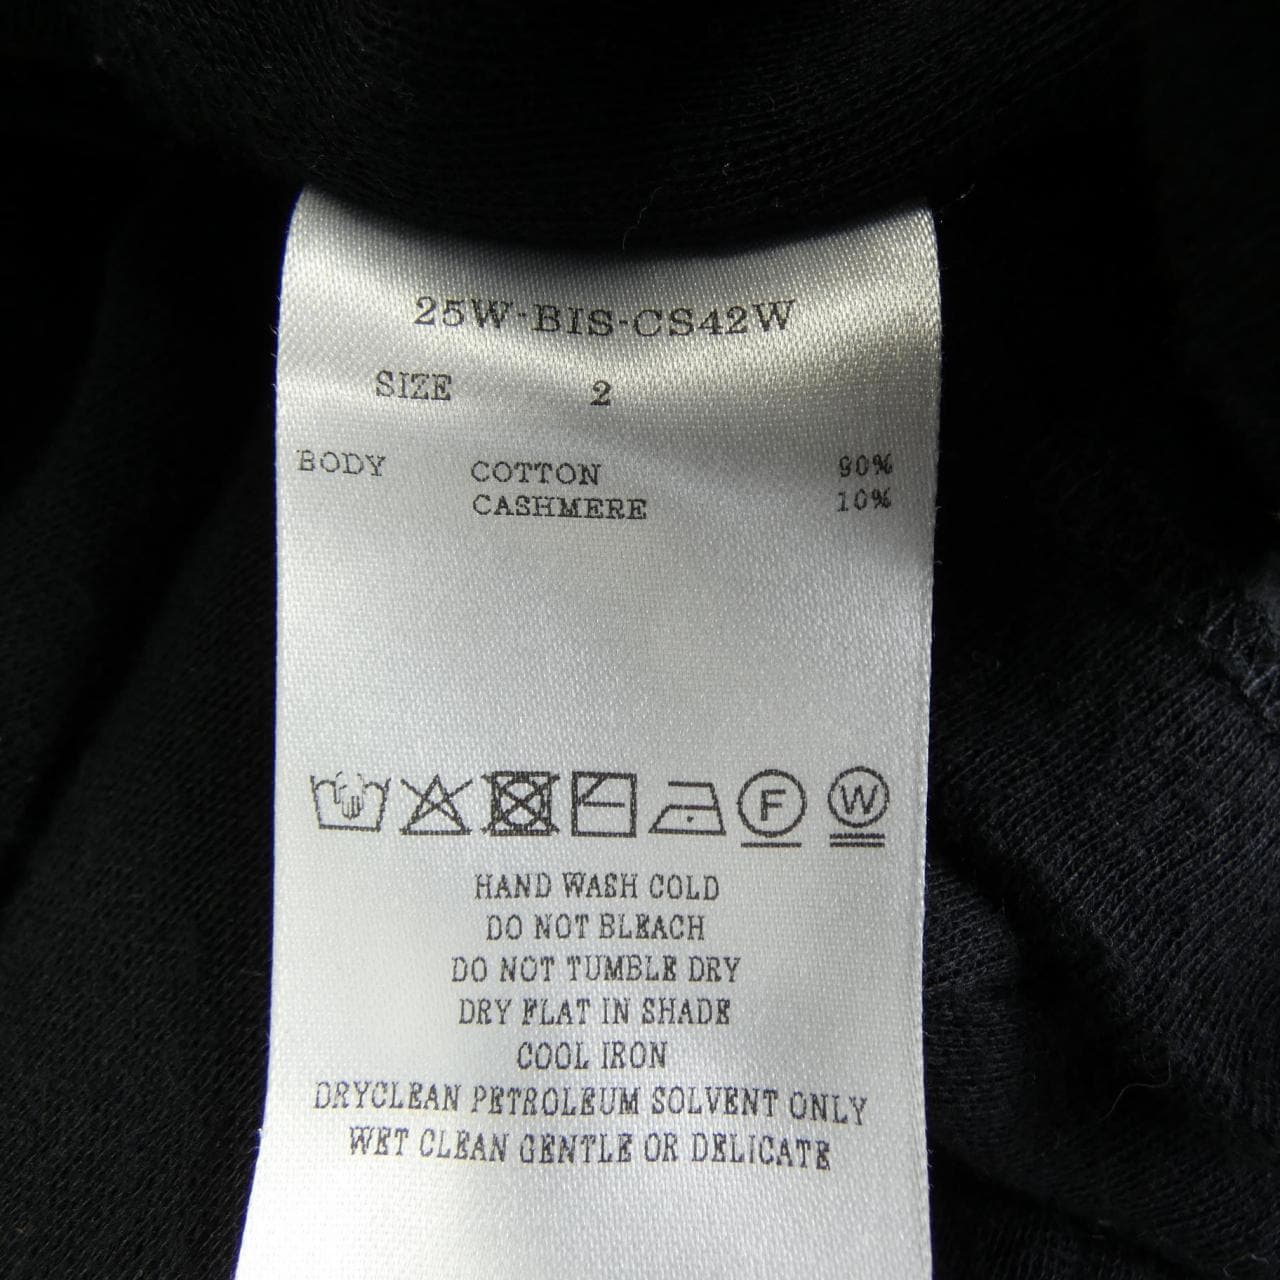 25W-BIS-CS42W
SIZE 2
BODY COTTON 90%
CASHMERE 10%
F W
HAND WASH COLD
DO NOT BLEACH
DO NOT TUMBLE DRY
DRY FLAT IN SHADE
COOL IRON
DRYCLEAN PETROLEUM SOLVENT ONLY
WET CLEAN GENTLE OR DELICATE